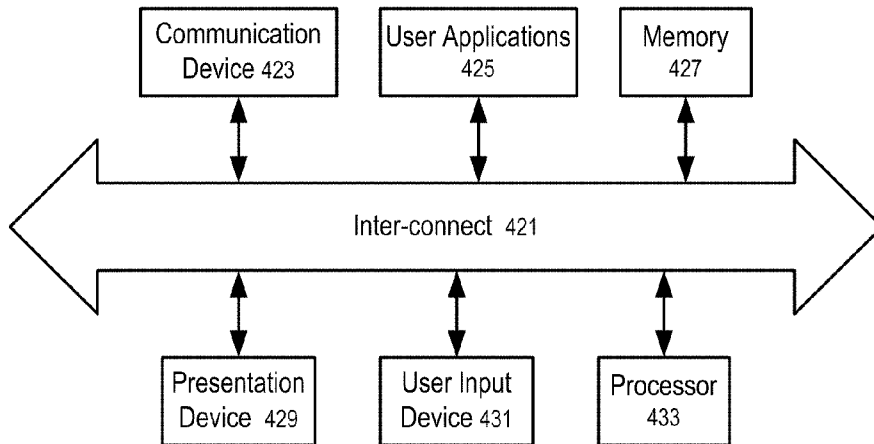 Communication
Device 423
User Applications
425
Memory
427
Inter-connect 421
Presentation
Device 429
User Input
Device 431
Processor
433